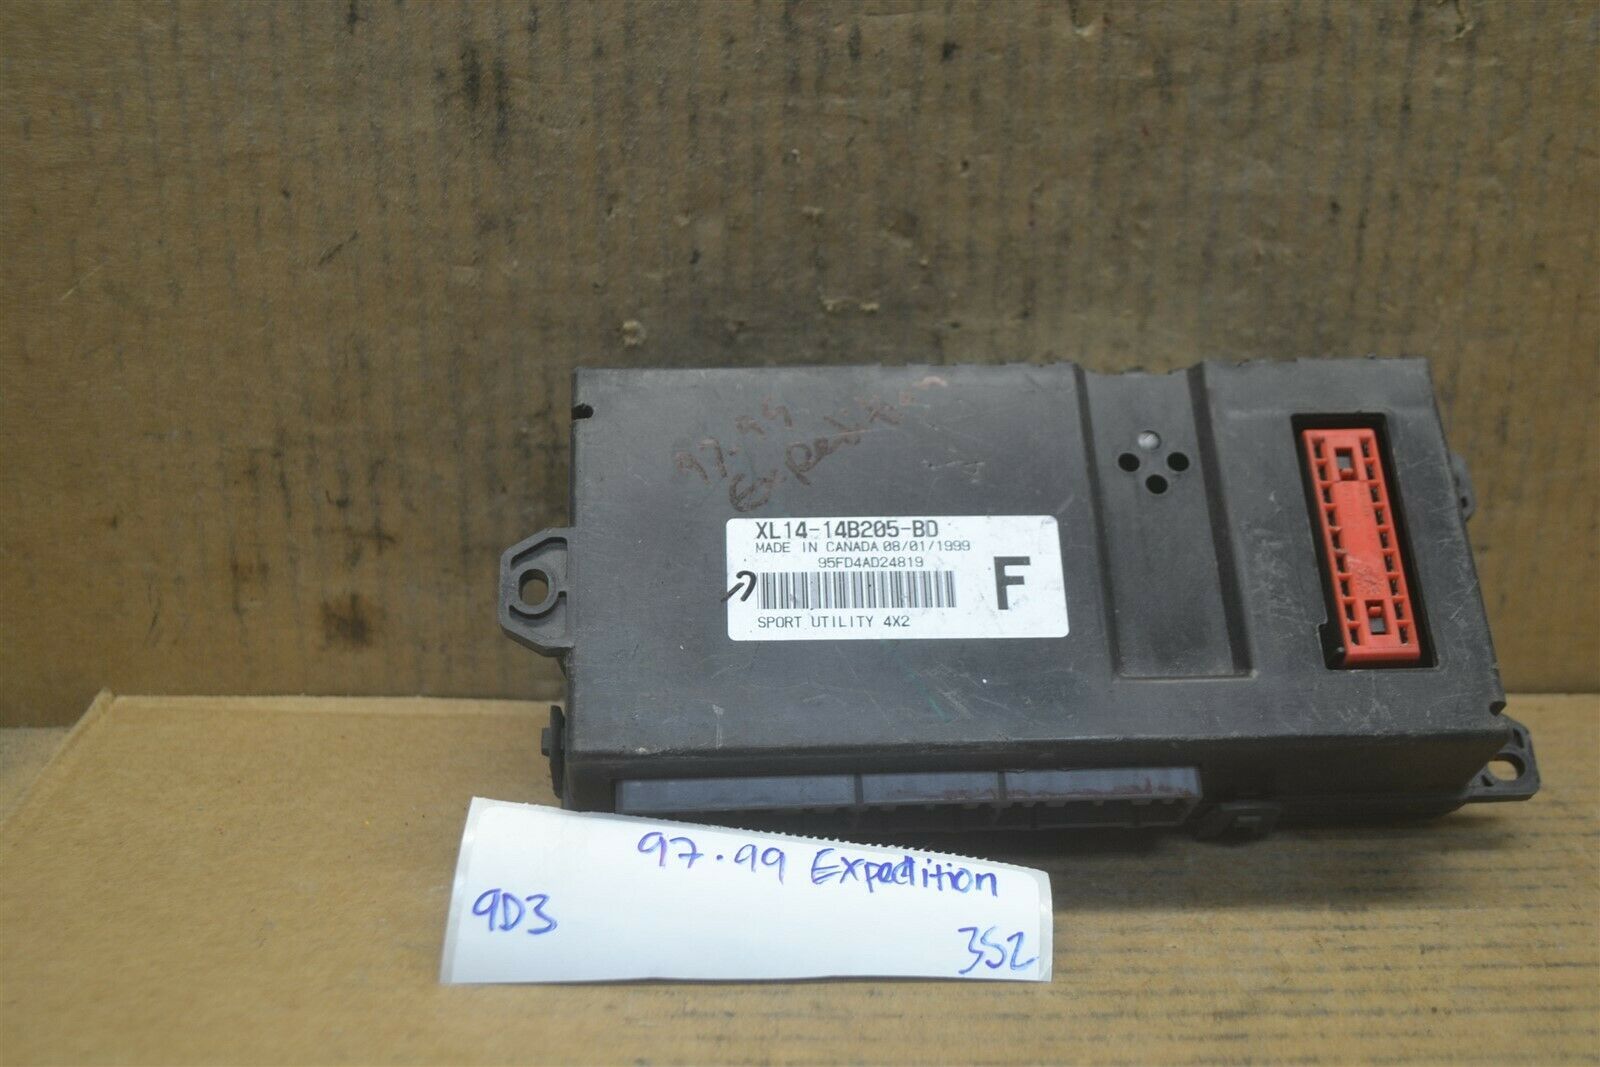 97-99
Expedition
XL14-14B205-BD
MADE IN CANADA 08/01/1999
95FD4AD24819
F
SPORT UTILITY 4X2
97-99 Expedition
9D3
352